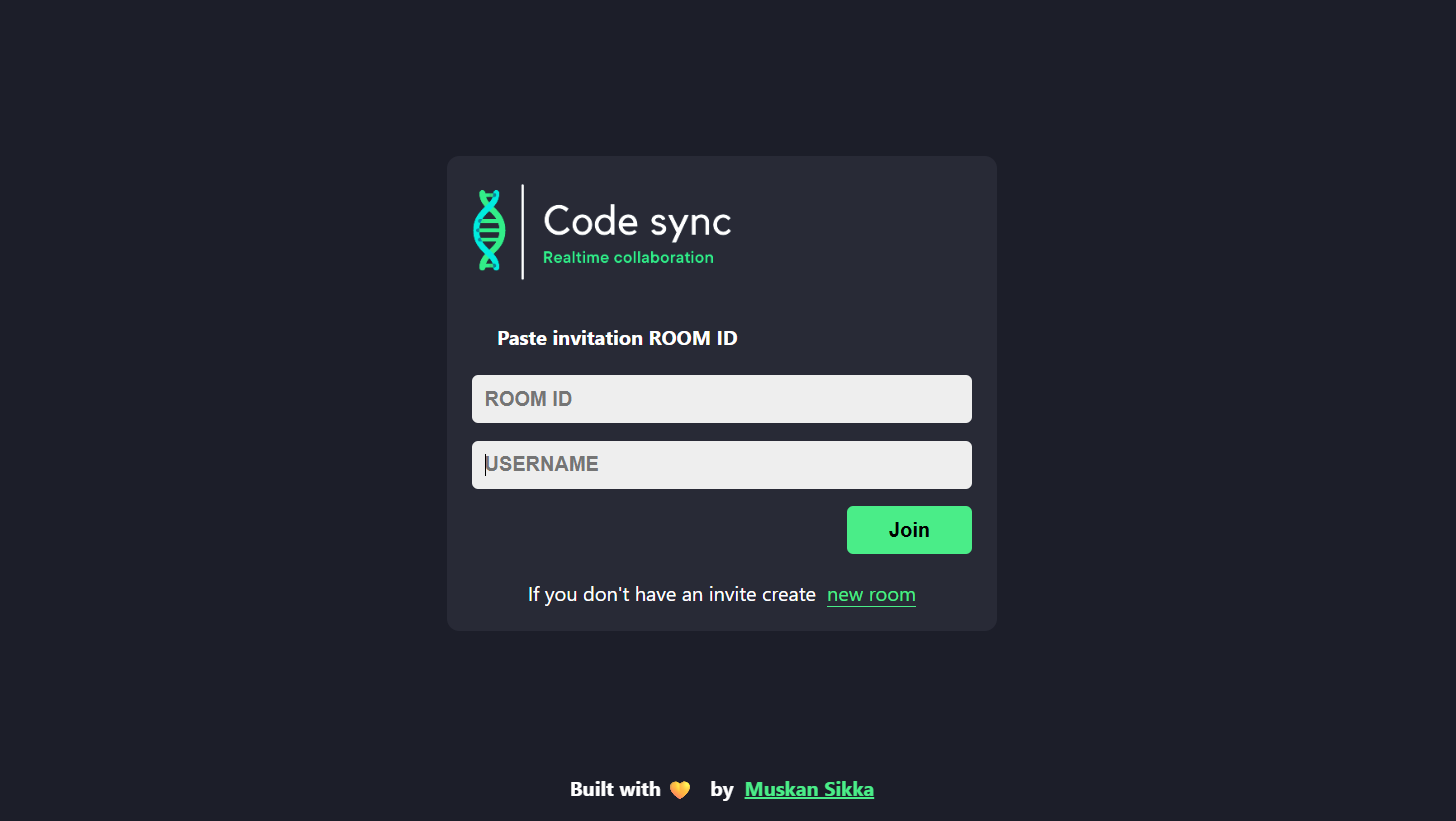 Code sync
Realtime collaboration
Paste invitation ROOM ID
ROOM ID
USERNAME
Join
If you don't have an invite create new room
Built with 💛 by Muskan Sikka